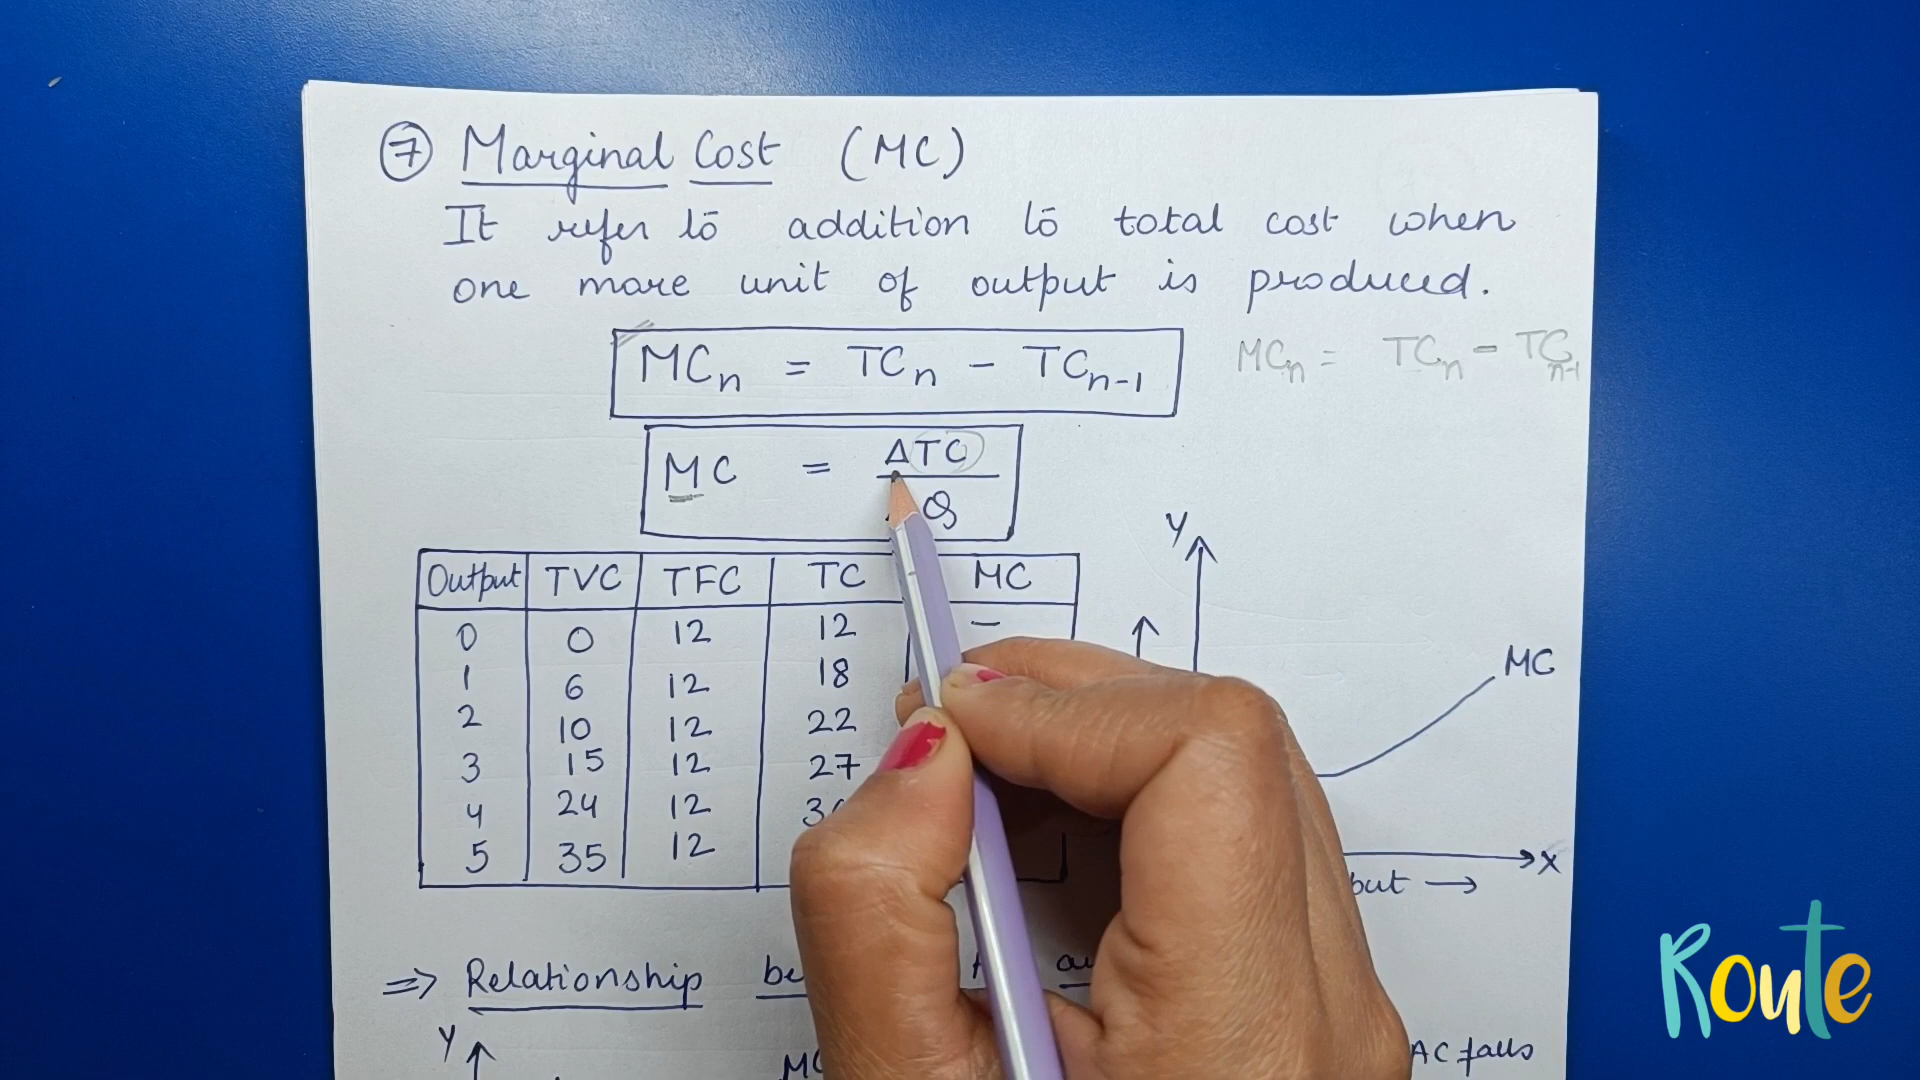 7 Marginal Cost (MC)
It refer to addition to total cost when
one more unit of output is produced.
MCn = TCn - TCn-1
MCn = TCn - TCn-1
MC = ΔTC
Q
Output TVC TFC TC MC
0 0 12 12 -
1 6 12 18
2 10 12 22
3 15 12 27
4 24 12
5 35 12
Y
MC
X
⇒ Relationship
Y
AC falls
Route